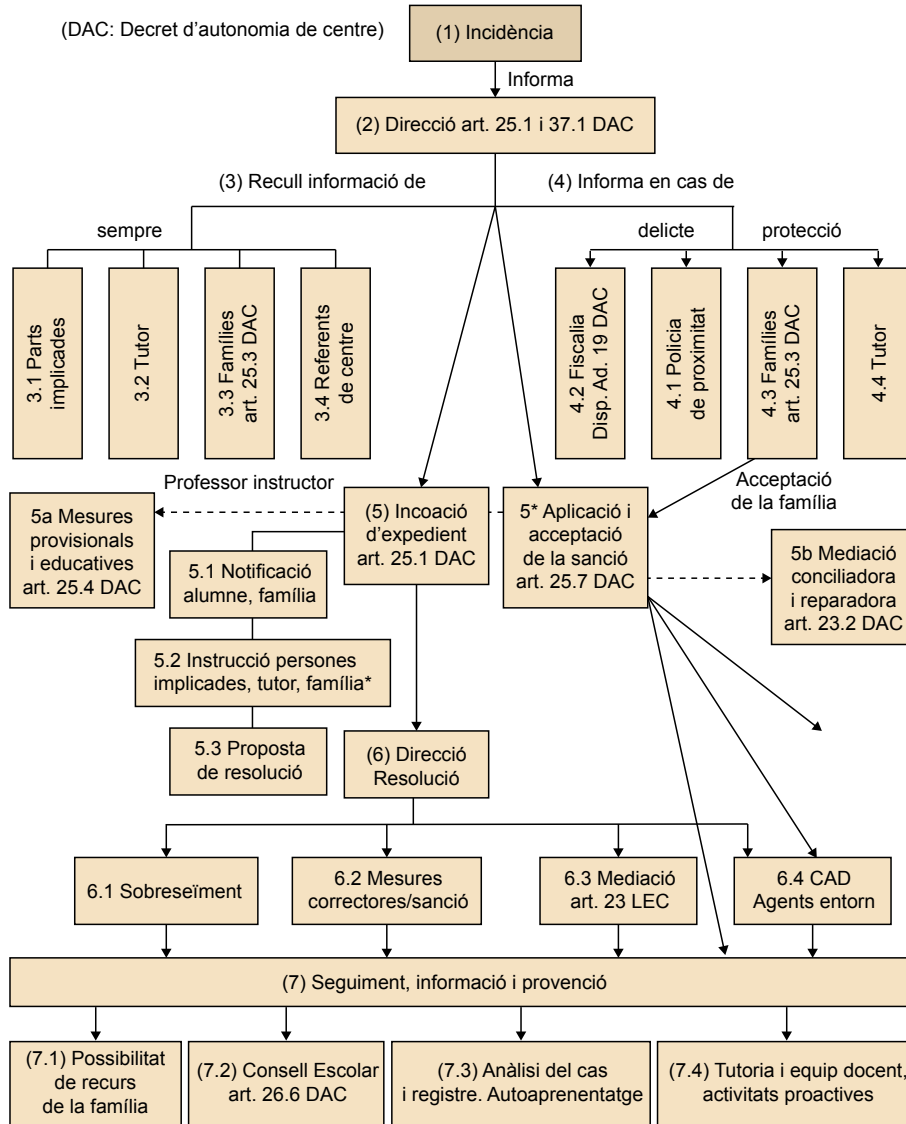 (DAC: Decret d'autonomia de centre)
(1) Incidència
Informa
(2) Direcció art. 25.1 i 37.1 DAC
(3) Recull informació de
(4) Informa en cas de
sempre
delicte
protecció
3.1 Parts
implicades
3.2 Tutor
3.3 Famílies
art. 25.3 DAC
3.4 Referents
de centre
4.2 Fiscalia
Disp. Ad. 19 DAC
4.1 Policia
de proximitat
4.3 Famílies
art. 25.3 DAC
4.4 Tutor
Professor instructor
Acceptació
de la família
5a Mesures
provisionals
i educatives
art. 25.4 DAC
(5) Incoació
d'expedient
art. 25.1 DAC
5* Aplicació i
acceptació
de la sanció
art. 25.7 DAC
5b Mediació
conciliadora
i reparadora
art. 23.2 DAC
5.1 Notificació
alumne, família
5.2 Instrucció persones
implicades, tutor, família*
5.3 Proposta
de resolució
(6) Direcció
Resolució
6.1 Sobreseïment
6.2 Mesures
correctores/sanció
6.3 Mediació
art. 23 LEC
6.4 CAD
Agents entorn
(7) Seguiment, informació i provenció
(7.1) Possibilitat
de recurs
de la família
(7.2) Consell Escolar
art. 26.6 DAC
(7.3) Anàlisi del cas
i registre. Autoaprenentatge
(7.4) Tutoria i equip docent,
activitats proactives